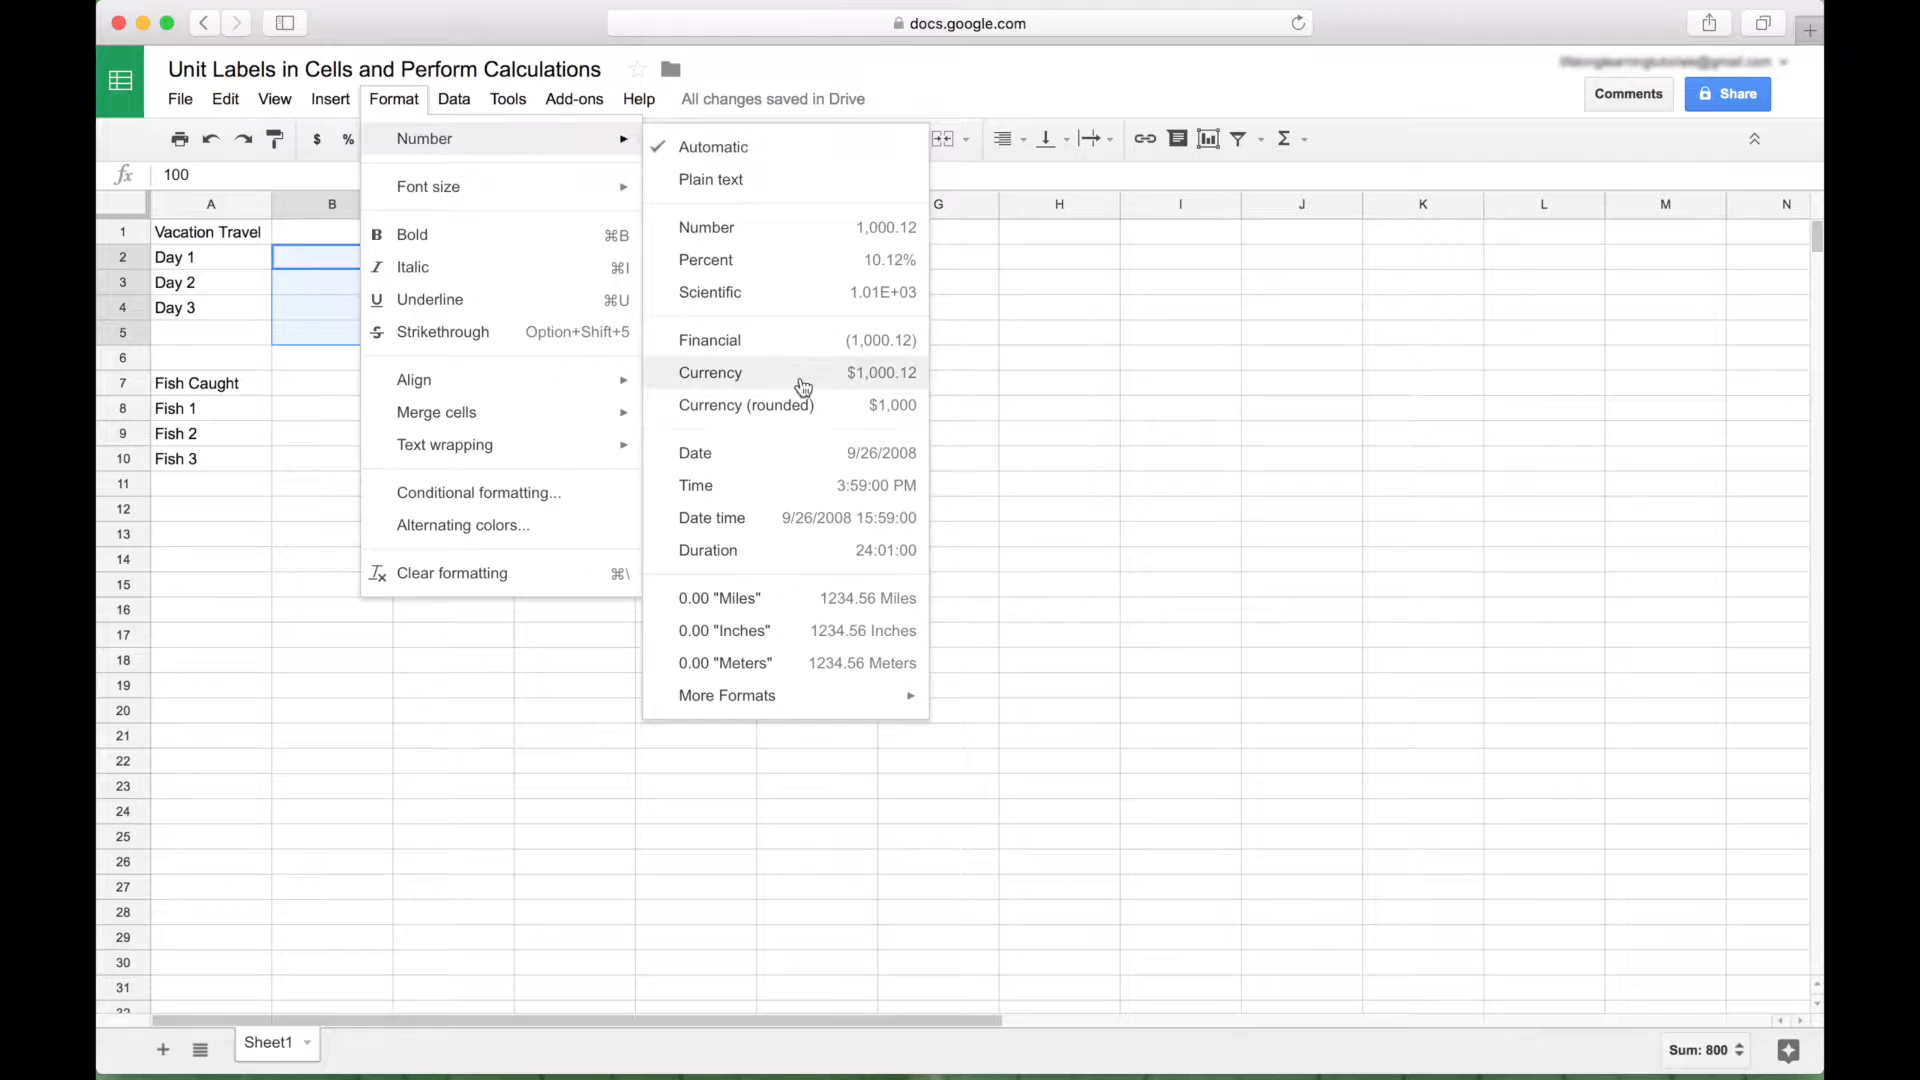 docs.google.com
Unit Labels in Cells and Perform Calculations
File Edit View Insert Format Data Tools Add-ons Help All changes saved in Drive
Comments
Share
$ %
fx 100
A B G H I J K L M N
1 Vacation Travel
2 Day 1
3 Day 2
4 Day 3
5
6
7 Fish Caught
8 Fish 1
9 Fish 2
10 Fish 3
11
12
13
14
15
16
17
18
19
20
21
22
23
24
25
26
27
28
29
30
31
32
Number
Font size
B Bold ⌘B
I Italic ⌘I
U Underline ⌘U
S Strikethrough Option+Shift+5
Align
Merge cells
Text wrapping
Conditional formatting...
Alternating colors...
Clear formatting ⌘\
Automatic
Plain text
Number 1,000.12
Percent 10.12%
Scientific 1.01E+03
Financial (1,000.12)
Currency $1,000.12
Currency (rounded) $1,000
Date 9/26/2008
Time 3:59:00 PM
Date time 9/26/2008 15:59:00
Duration 24:01:00
0.00 "Miles" 1234.56 Miles
0.00 "Inches" 1234.56 Inches
0.00 "Meters" 1234.56 Meters
More Formats
Sheet1
Sum: 800